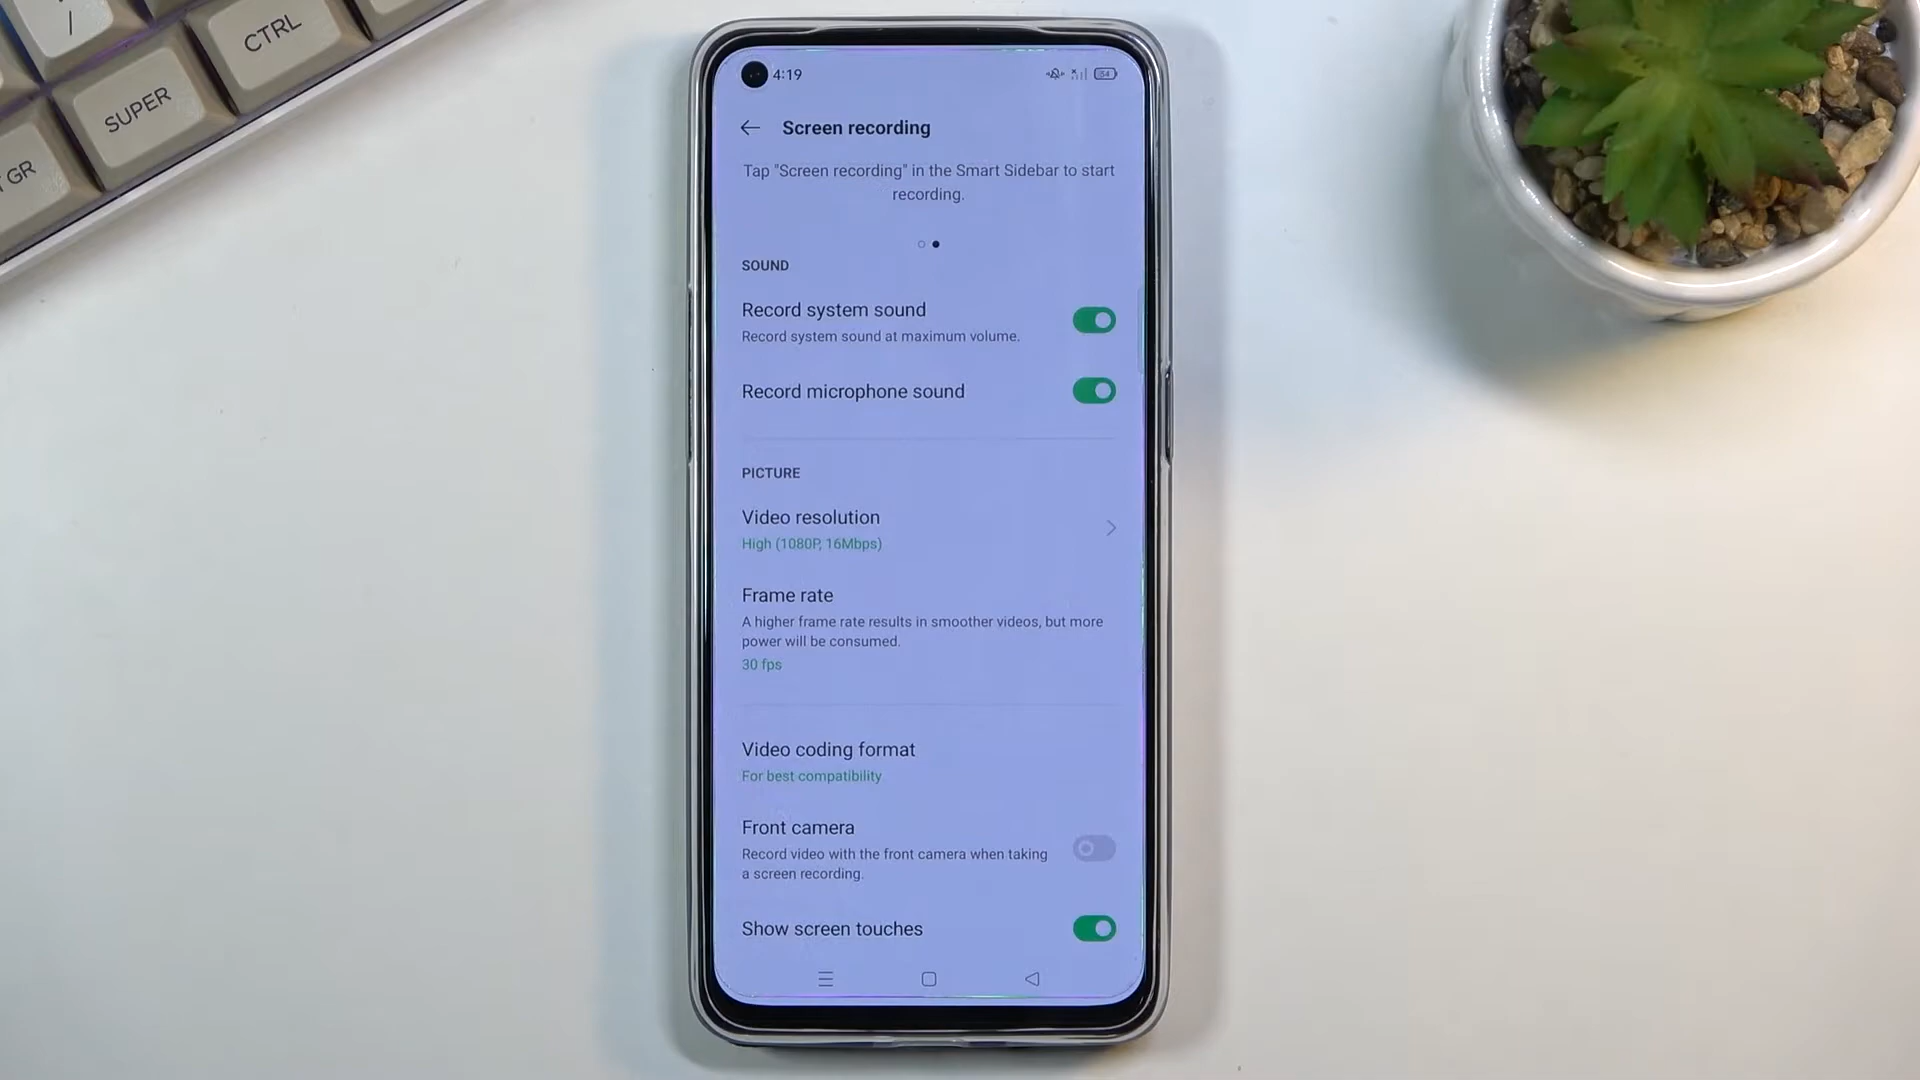 /
CTRL
SUPER
T GR
4:19
54
Screen recording
Tap "Screen recording" in the Smart Sidebar to start
recording.
SOUND
Record system sound
Record system sound at maximum volume.
Record microphone sound
PICTURE
Video resolution
High (1080P, 16Mbps)
Frame rate
A higher frame rate results in smoother videos, but more
power will be consumed.
30 fps
Video coding format
For best compatibility
Front camera
Record video with the front camera when taking
a screen recording.
Show screen touches